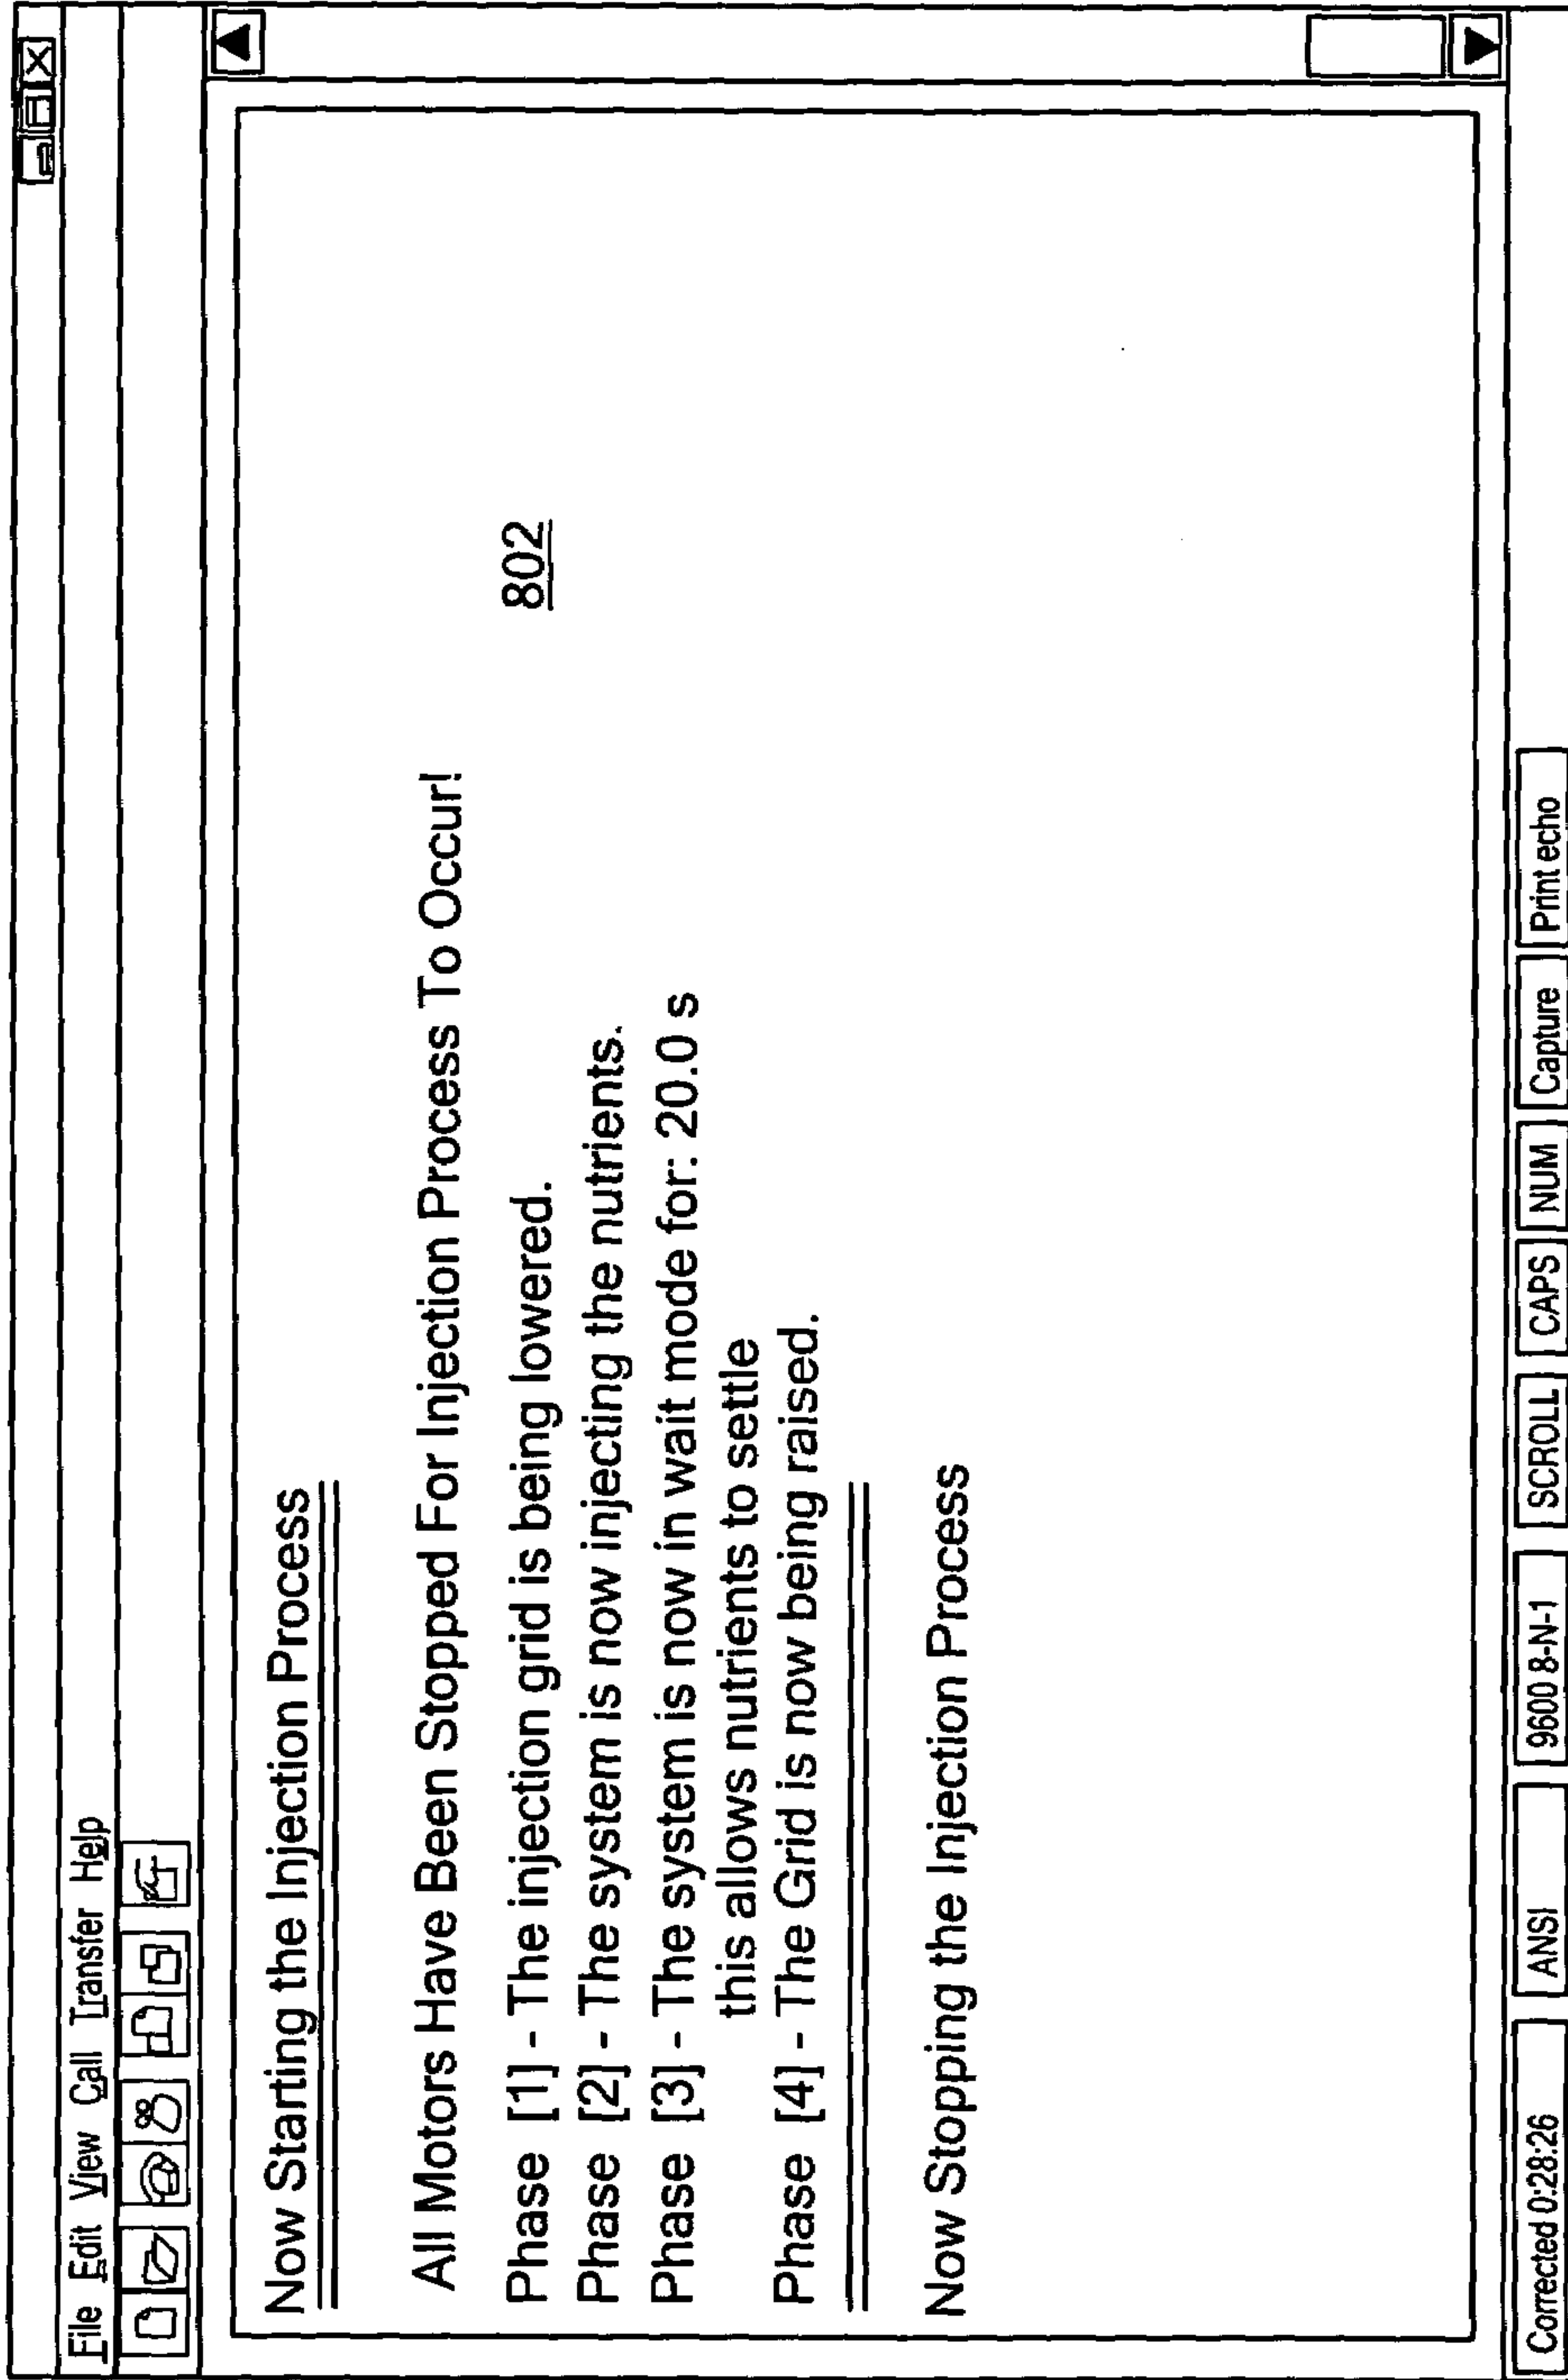 File Edit View Call Transfer Help
Now Starting the Injection Process
All Motors Have Been Stopped For Injection Process To Occur!
802
Phase [1] - The injection grid is being lowered.
Phase [2] - The system is now injecting the nutrients.
Phase [3] - The system is now in wait mode for: 20.0 s
this allows nutrients to settle
Phase [4] - The Grid is now being raised.
Now Stopping the Injection Process
Corrected 0:28:26 ANSI 9600 8-N-1 SCROLL CAPS NUM Capture Print echo